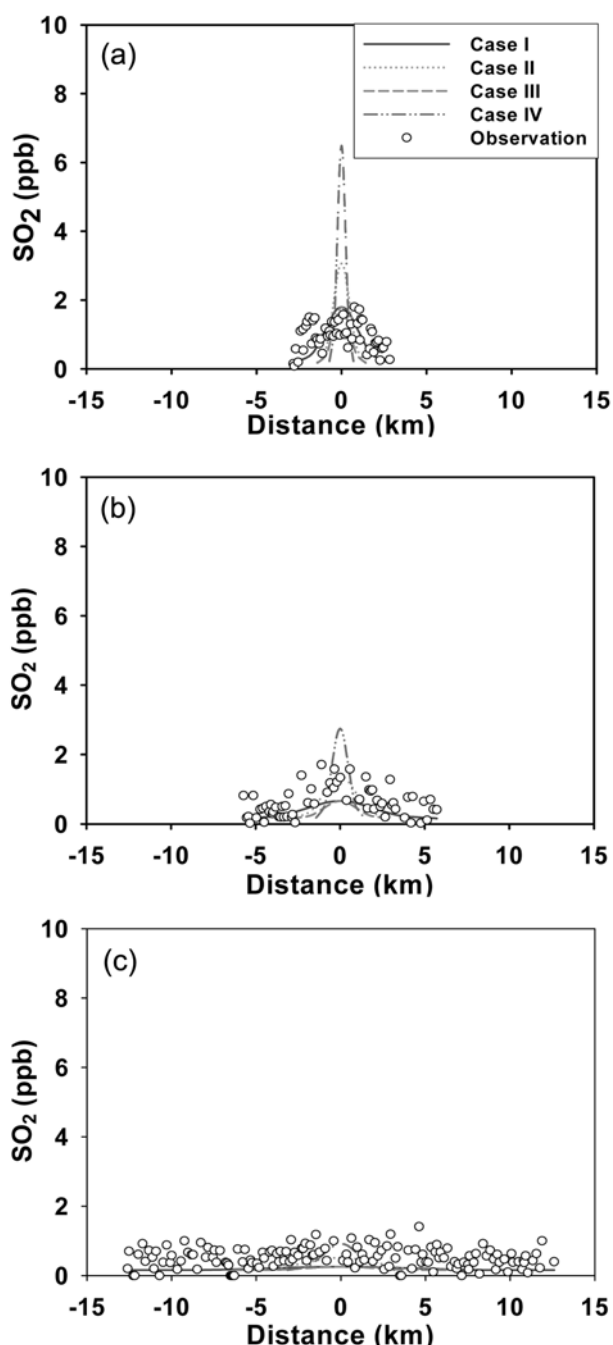 (a)
Case I
Case II
Case III
Case IV
Observation
10
8
6
4
2
0
SO2 (ppb)
-15 -10 -5 0 5 10 15
Distance (km)
(b)
10
8
6
4
2
0
SO2 (ppb)
-15 -10 -5 0 5 10 15
Distance (km)
(c)
10
8
6
4
2
0
SO2 (ppb)
-15 -10 -5 0 5 10 15
Distance (km)